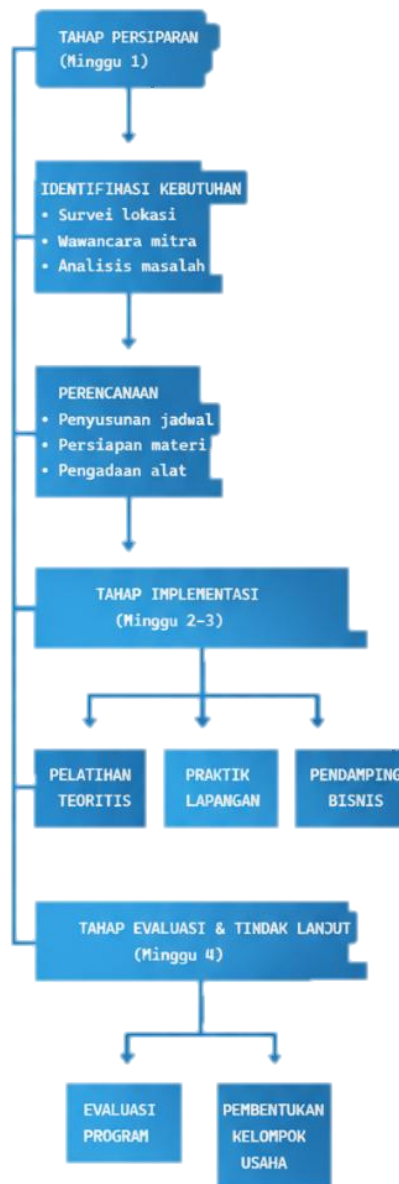 TAHAP PERSIPARAN
(Minggu 1)
IDENTIFIHASI KEBUTUHAN
• Survei lokasi
• Wawancara mitra
• Analisis masalah
PERENCANAAN
• Penyusunan jadwal
• Persiapan materi
• Pengadaan alat
TAHAP IMPLEMENTASI
(Minggu 2-3)
PELATIHAN
TEORITIS
PRAKTIK
LAPANGAN
PENDAMPING
BISNIS
TAHAP EVALUASI & TINDAK LANJUT
(Minggu 4)
EVALUASI
PROGRAM
PEMBENTUKAN
KELOMPOK
USAHA